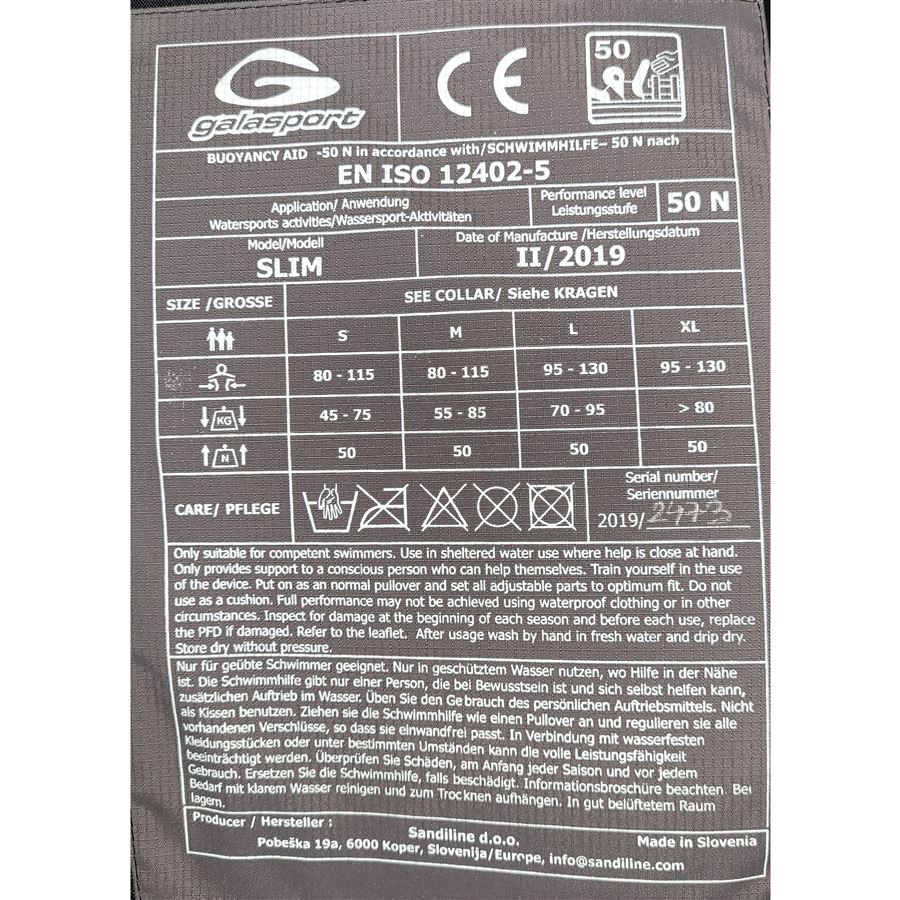 galasport
CE
50
BUOYANCY AID -50 N in accordance with/SCHWIMMHILFE– 50 N nach
EN ISO 12402-5
Application/ Anwendung
Watersports activities/Wassersport-Aktivitäten
Performance level
Leistungsstufe
50 N
Model/Modell
SLIM
Date of Manufacture /Herstellungsdatum
II/2019
SIZE /GROSSE
SEE COLLAR/ Siehe KRAGEN
S M L XL
80 - 115 80 - 115 95 - 130 95 - 130
KG 45 - 75 55 - 85 70 - 95 > 80
N 50 50 50 50
CARE/ PFLEGE
Serial number/
Seriennummer
2019/2473
Only suitable for competent swimmers. Use in sheltered water use where help is close at hand.
Only provides support to a conscious person who can help themselves. Train yourself in the use
of the device. Put on as an normal pullover and set all adjustable parts to optimum fit. Do not
use as a cushion. Full performance may not be achieved using waterproof clothing or in other
circumstances. Inspect for damage at the beginning of each season and before each use, replace
the PFD if damaged. Refer to the leaflet. After usage wash by hand in fresh water and drip dry.
Store dry without pressure.
Nur für geübte Schwimmer geeignet. Nur in geschütztem Wasser nutzen, wo Hilfe in der Nähe
ist. Die Schwimmhilfe gibt nur einer Person, die bei Bewusstsein ist und sich selbst helfen kann,
zusätzlichen Auftrieb im Wasser. Üben Sie den Gebrauch des persönlichen Auftriebsmittels. Nicht
als Kissen benutzen. Ziehen sie die Schwimmhilfe wie einen Pullover an und regulieren sie alle
vorhandenen Verschlüsse, so dass sie einwandfrei passt. In Verbindung mit wasserfesten
Kleidungsstücken oder unter bestimmten Umständen kann die volle Leistungsfähigkeit
beeinträchtigt werden. Überprüfen Sie Schäden, am Anfang jeder Saison und vor jedem
Gebrauch. Ersetzen Sie die Schwimmhilfe, falls beschädigt. Informationsbroschüre beachten. Bei
Bedarf mit klarem Wasser reinigen und zum Trocknen aufhängen. In gut belüftetem Raum
lagern.
Producer / Hersteller :
Sandiline d.o.o.
Pobeška 19a, 6000 Koper, Slovenija/Europe, info@sandiline.com
Made in Slovenia